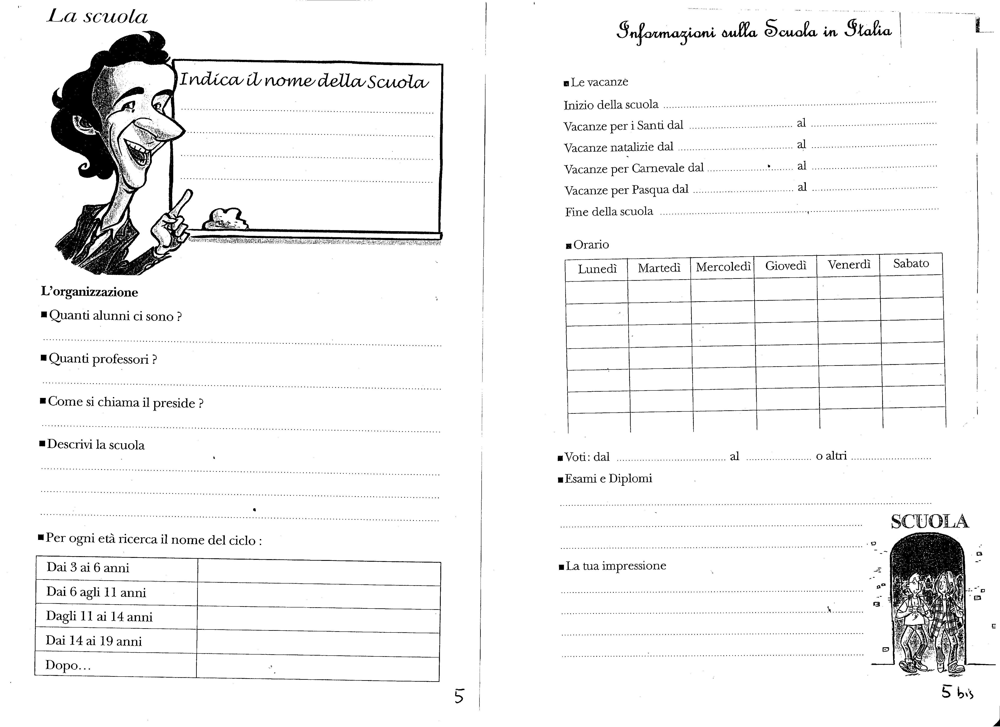 La scuola
Indica il nome della Scuola
L'organizzazione
■ Quanti alunni ci sono ?
■ Quanti professori ?
■ Come si chiama il preside ?
■ Descrivi la scuola
■ Per ogni età ricerca il nome del ciclo :
Dai 3 ai 6 anni
Dai 6 agli 11 anni
Dagli 11 ai 14 anni
Dai 14 ai 19 anni
Dopo...
5
Informazioni sulla Scuola in Italia
■ Le vacanze
Inizio della scuola
Vacanze per i Santi dal al
Vacanze natalizie dal al
Vacanze per Carnevale dal al
Vacanze per Pasqua dal al
Fine della scuola
■ Orario
Lunedì Martedì Mercoledì Giovedì Venerdì Sabato
■ Voti: dal al o altri
■ Esami e Diplomi
SCUOLA
■ La tua impressione
5 bis